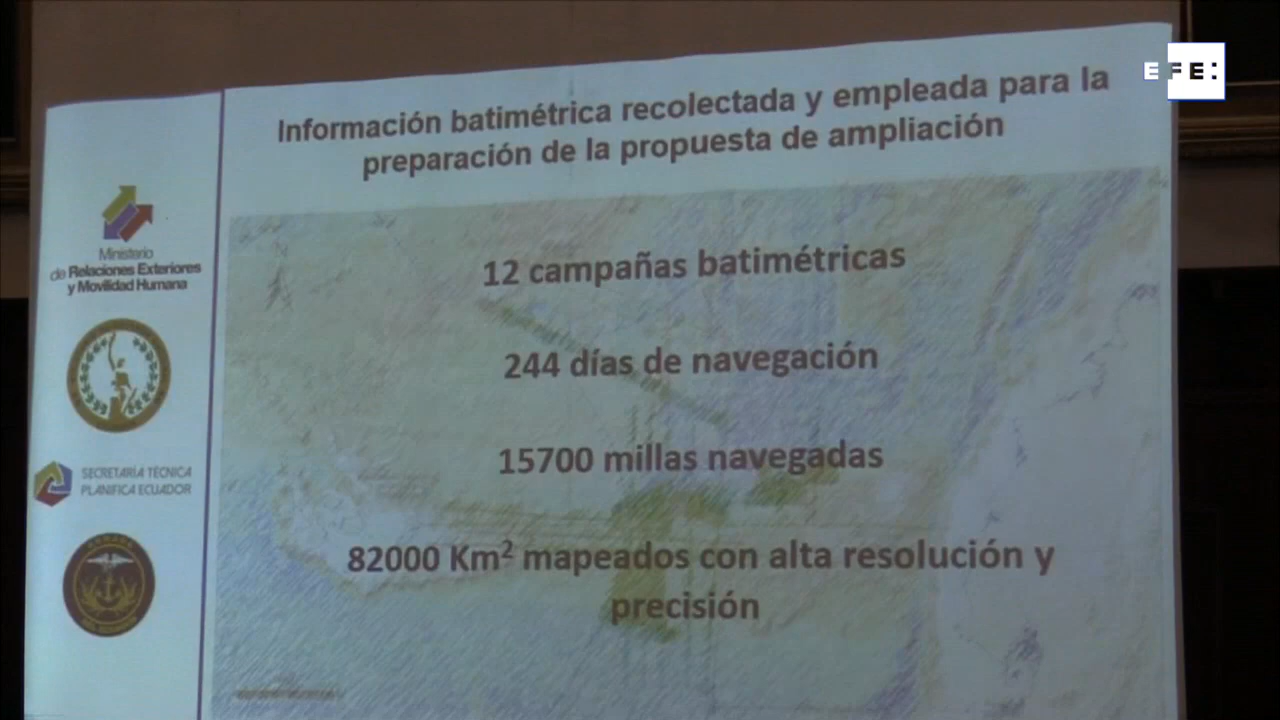 EFE:
Información batimétrica recolectada y empleada para la
preparación de la propuesta de ampliación
Ministerio
de Relaciones Exteriores
y Movilidad Humana
SECRETARÍA TÉCNICA
PLANIFICA ECUADOR
12 campañas batimétricas
244 días de navegación
15700 millas navegadas
82000 Km² mapeados con alta resolución y
precisión